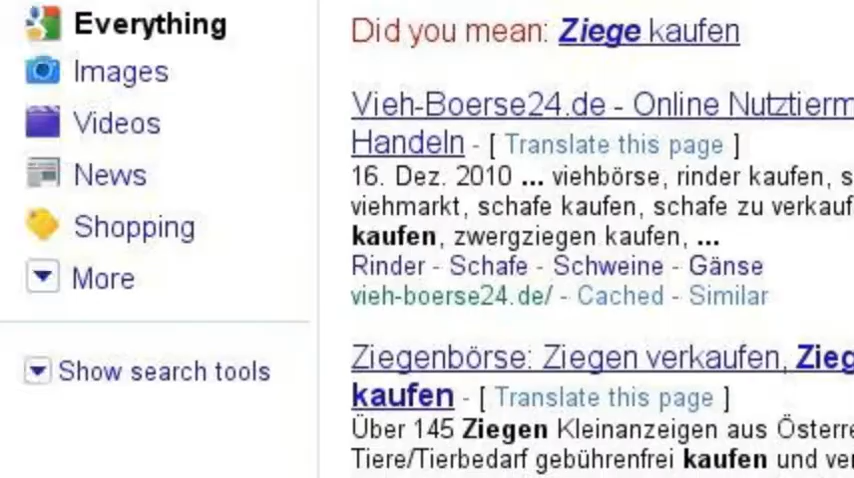 Everything
Images
Videos
News
Shopping
More
Show search tools
Did you mean: Ziege kaufen
Vieh-Boerse24.de - Online Nutztierm
Handeln - [ Translate this page ]
16. Dez. 2010 ... viehbörse, rinder kaufen, s
viehmarkt, schafe kaufen, schafe zu verkauf
kaufen, zwergziegen kaufen, ...
Rinder - Schafe - Schweine - Gänse
vieh-boerse24.de/ - Cached - Similar
Ziegenbörse: Ziegen verkaufen, Zieg
kaufen - [ Translate this page ]
Über 145 Ziegen Kleinanzeigen aus Österre
Tiere/Tierbedarf gebührenfrei kaufen und ver